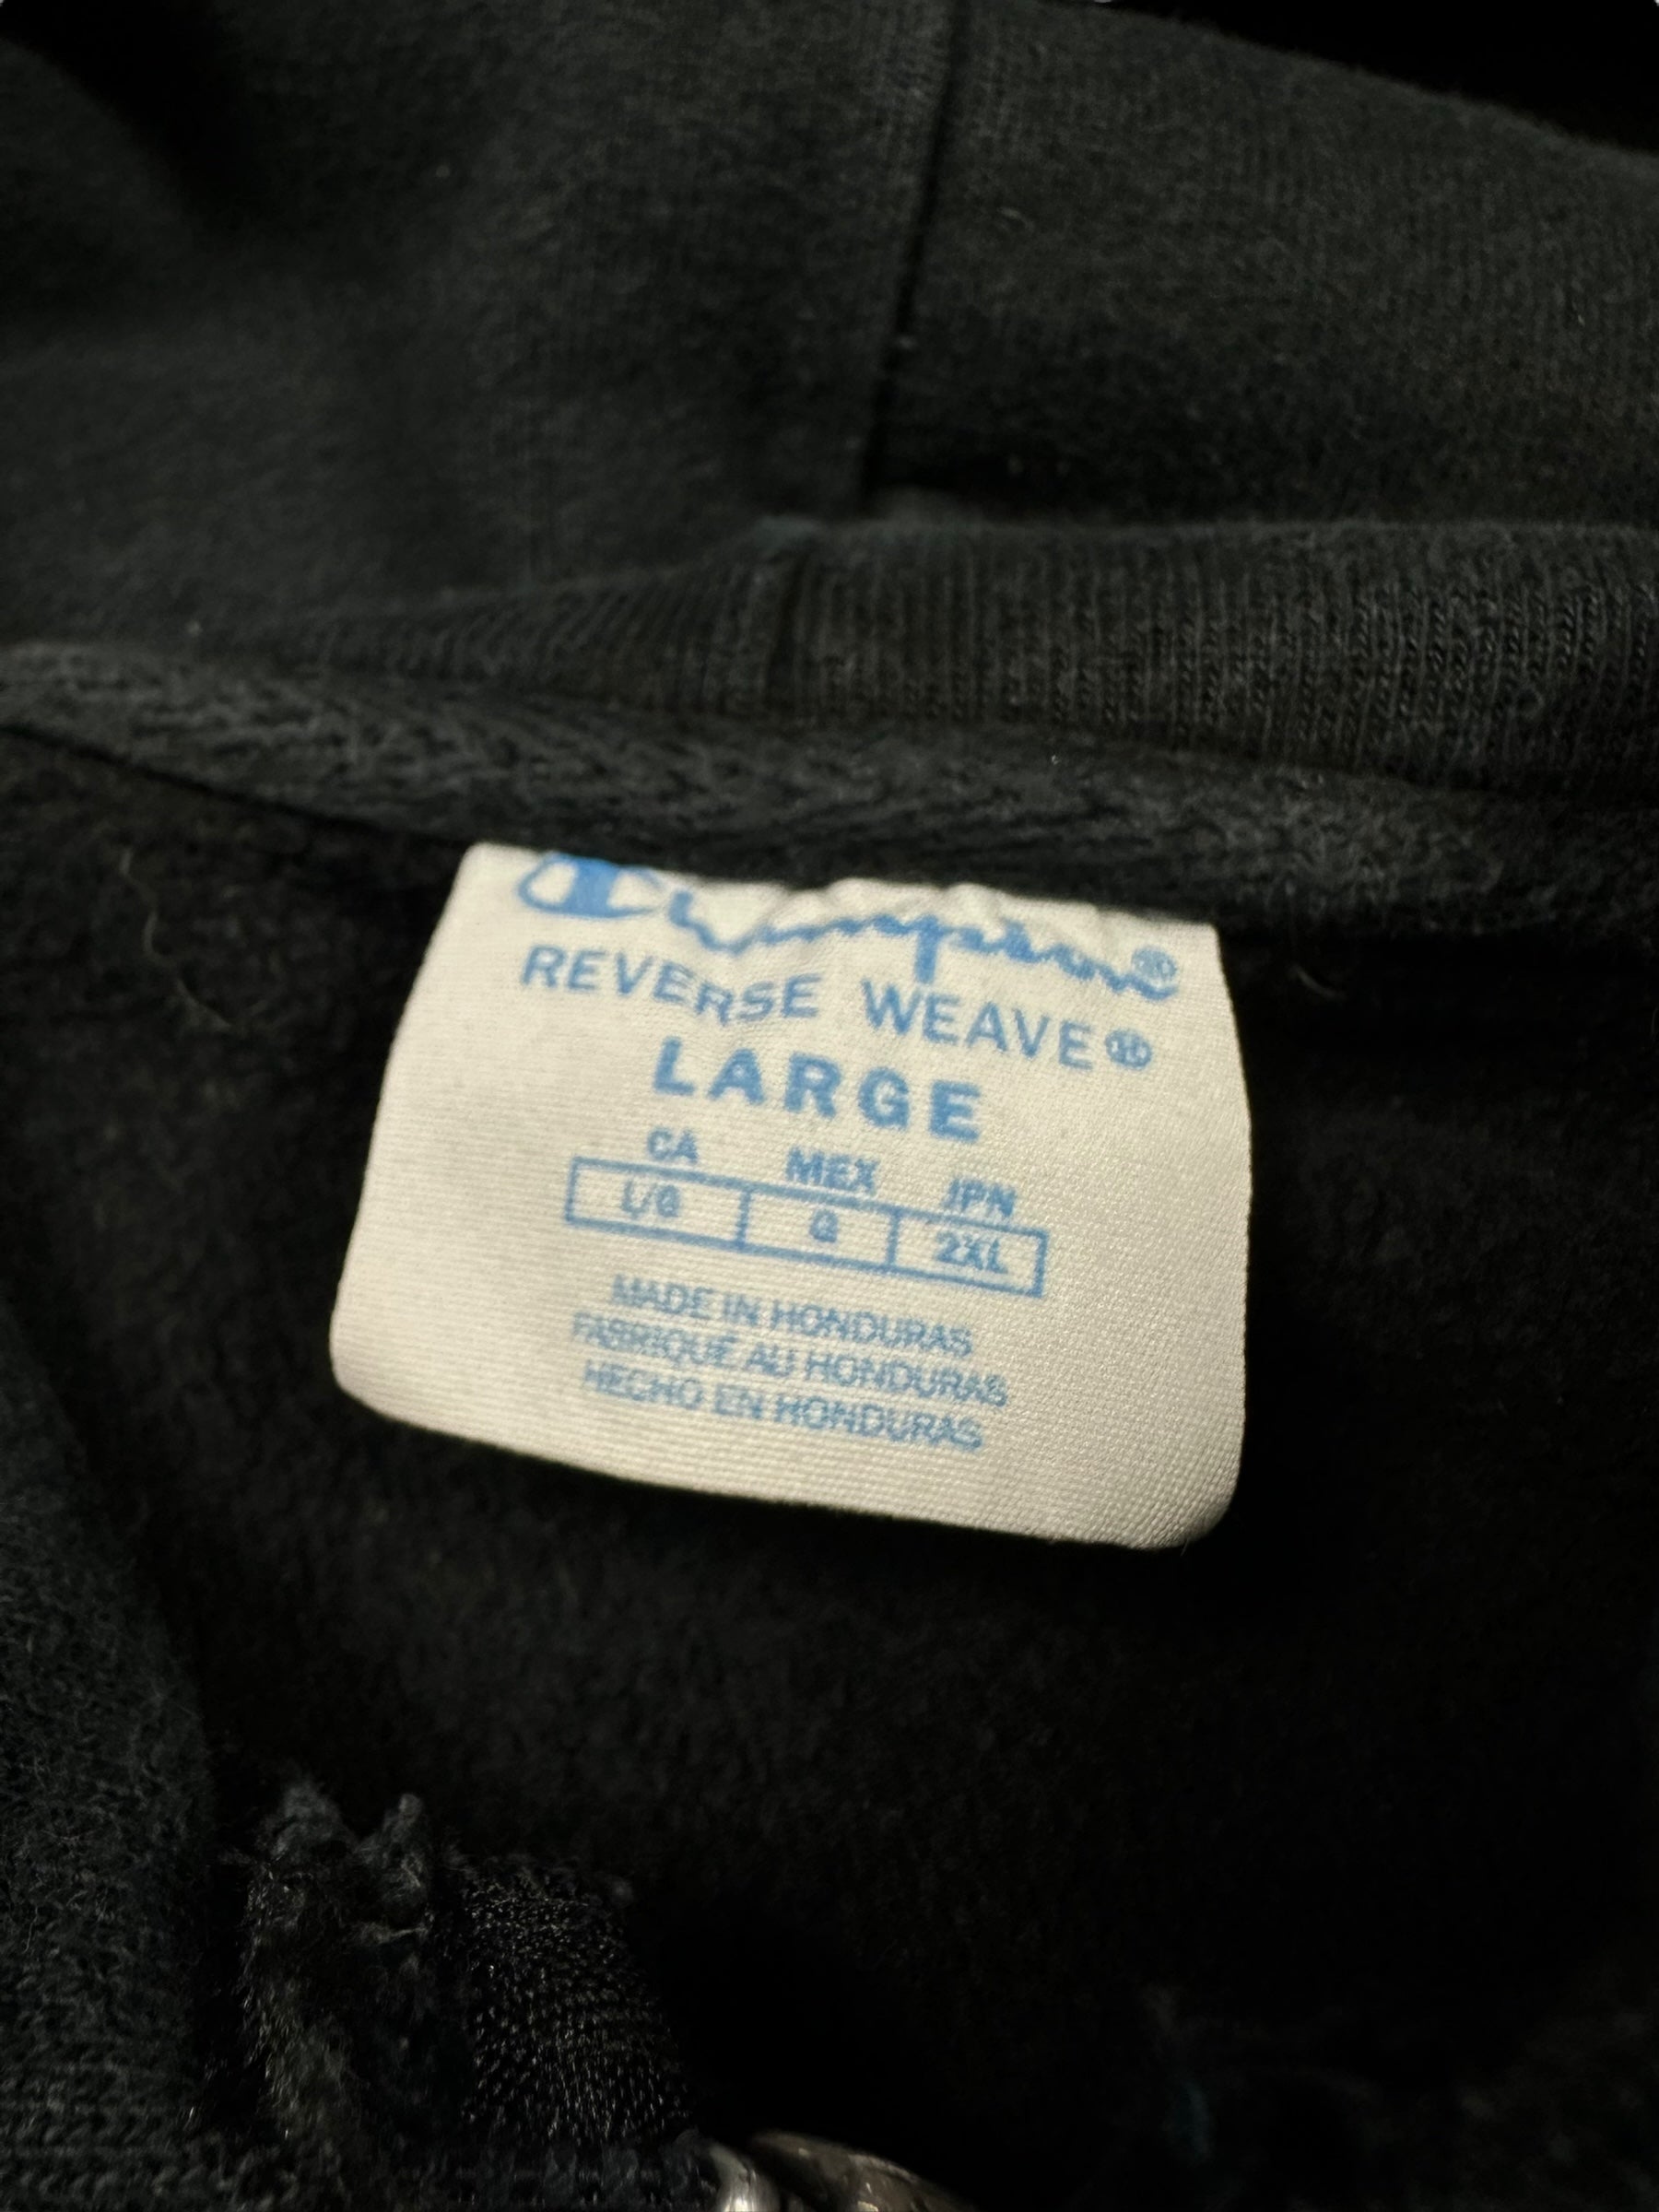 Champion®
REVERSE WEAVE®
LARGE
CA MEX JPN
L/G G 2XL
MADE IN HONDURAS
FABRIQUÉ AU HONDURAS
HECHO EN HONDURAS